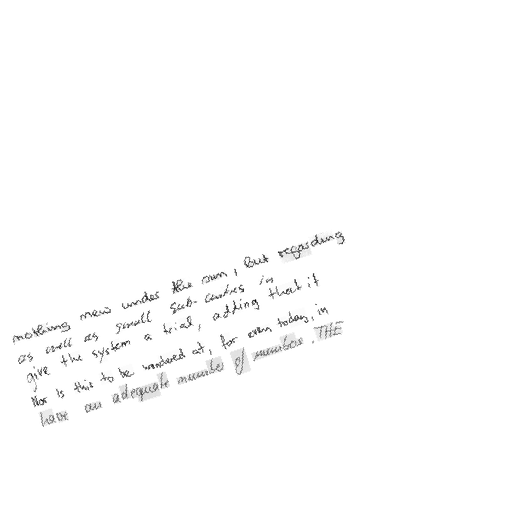 nothing new under the sun, but regarding
as well as small sub-centres in
give the system a trial, adding that it
Nor is this to be wondered at, for even today, in
have an adequate number of number. THE